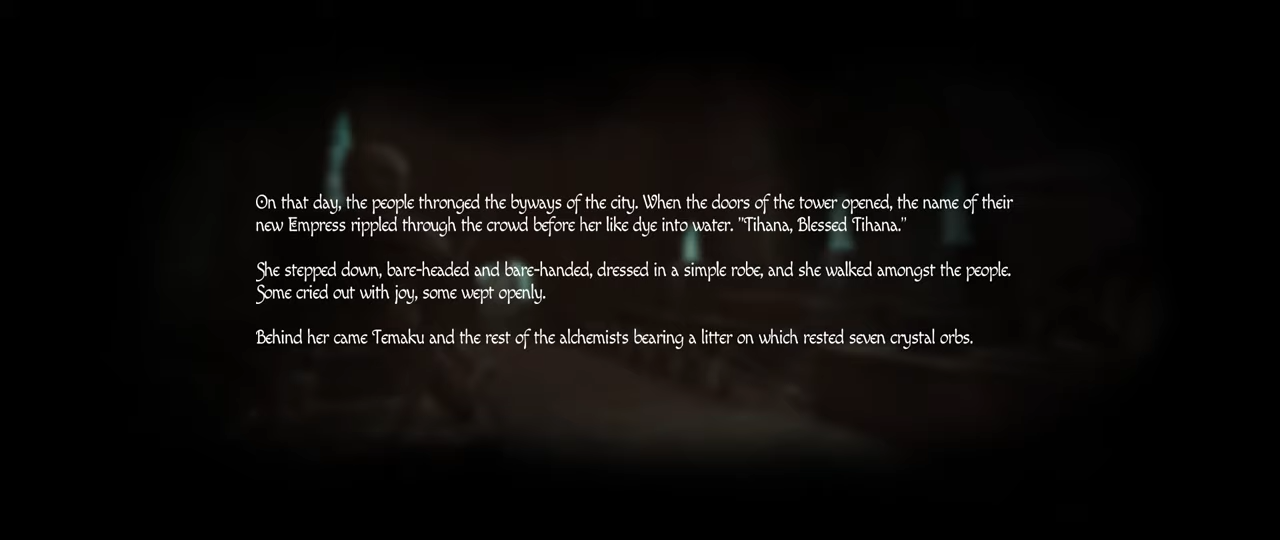 On that day, the people thronged the byways of the city. When the doors of the tower opened, the name of their
new Empress rippled through the crowd before her like dye into water. "Tihana, Blessed Tihana."
She stepped down, bare-headed and bare-handed, dressed in a simple robe, and she walked amongst the people.
Some cried out with joy, some wept openly.
Behind her came Temaku and the rest of the alchemists bearing a litter on which rested seven crystal orbs.